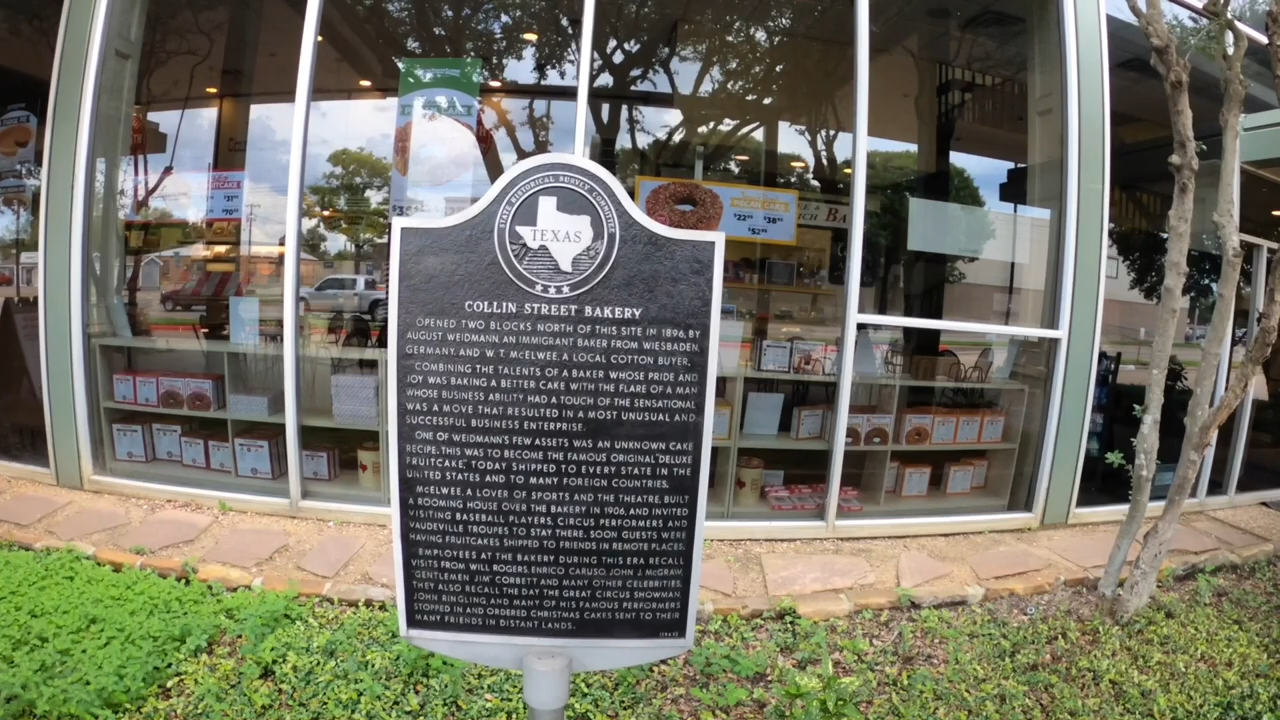 STATE HISTORICAL SURVEY COMMITTEE
TEXAS
COLLIN STREET BAKERY
OPENED TWO BLOCKS NORTH OF THIS SITE IN 1896, BY
AUGUST WEIDMANN, AN IMMIGRANT BAKER FROM WIESBADEN,
GERMANY, AND W. T. McELWEE, A LOCAL COTTON BUYER.
COMBINING THE TALENTS OF A BAKER WHOSE PRIDE AND
JOY WAS BAKING A BETTER CAKE WITH THE FLARE OF A MAN
WHOSE BUSINESS ABILITY HAD A TOUCH OF THE SENSATIONAL
WAS A MOVE THAT RESULTED IN A MOST UNUSUAL AND
SUCCESSFUL BUSINESS ENTERPRISE.
ONE OF WEIDMANN'S FEW ASSETS WAS AN UNKNOWN CAKE
RECIPE. THIS WAS TO BECOME THE FAMOUS ORIGINAL "DELUXE
FRUITCAKE," TODAY SHIPPED TO EVERY STATE IN THE
UNITED STATES AND TO MANY FOREIGN COUNTRIES.
McELWEE, A LOVER OF SPORTS AND THE THEATRE, BUILT
A ROOMING HOUSE OVER THE BAKERY IN 1906, AND INVITED
VISITING BASEBALL PLAYERS, CIRCUS PERFORMERS AND
VAUDEVILLE TROUPES TO STAY THERE. SOON GUESTS WERE
HAVING FRUITCAKES SHIPPED TO FRIENDS IN REMOTE PLACES.
EMPLOYEES AT THE BAKERY DURING THIS ERA RECALL
VISITS FROM WILL ROGERS, ENRICO CARUSO, JOHN J. McGRAW,
"GENTLEMEN JIM" CORBETT AND MANY OTHER CELEBRITIES.
THEY ALSO RECALL THE DAY THE GREAT CIRCUS SHOWMAN,
JOHN RINGLING, AND MANY OF HIS FAMOUS PERFORMERS
STOPPED IN AND ORDERED CHRISTMAS CAKES SENT TO THEIR
MANY FRIENDS IN DISTANT LANDS.
PECAN CAKE
$22 $38
$52